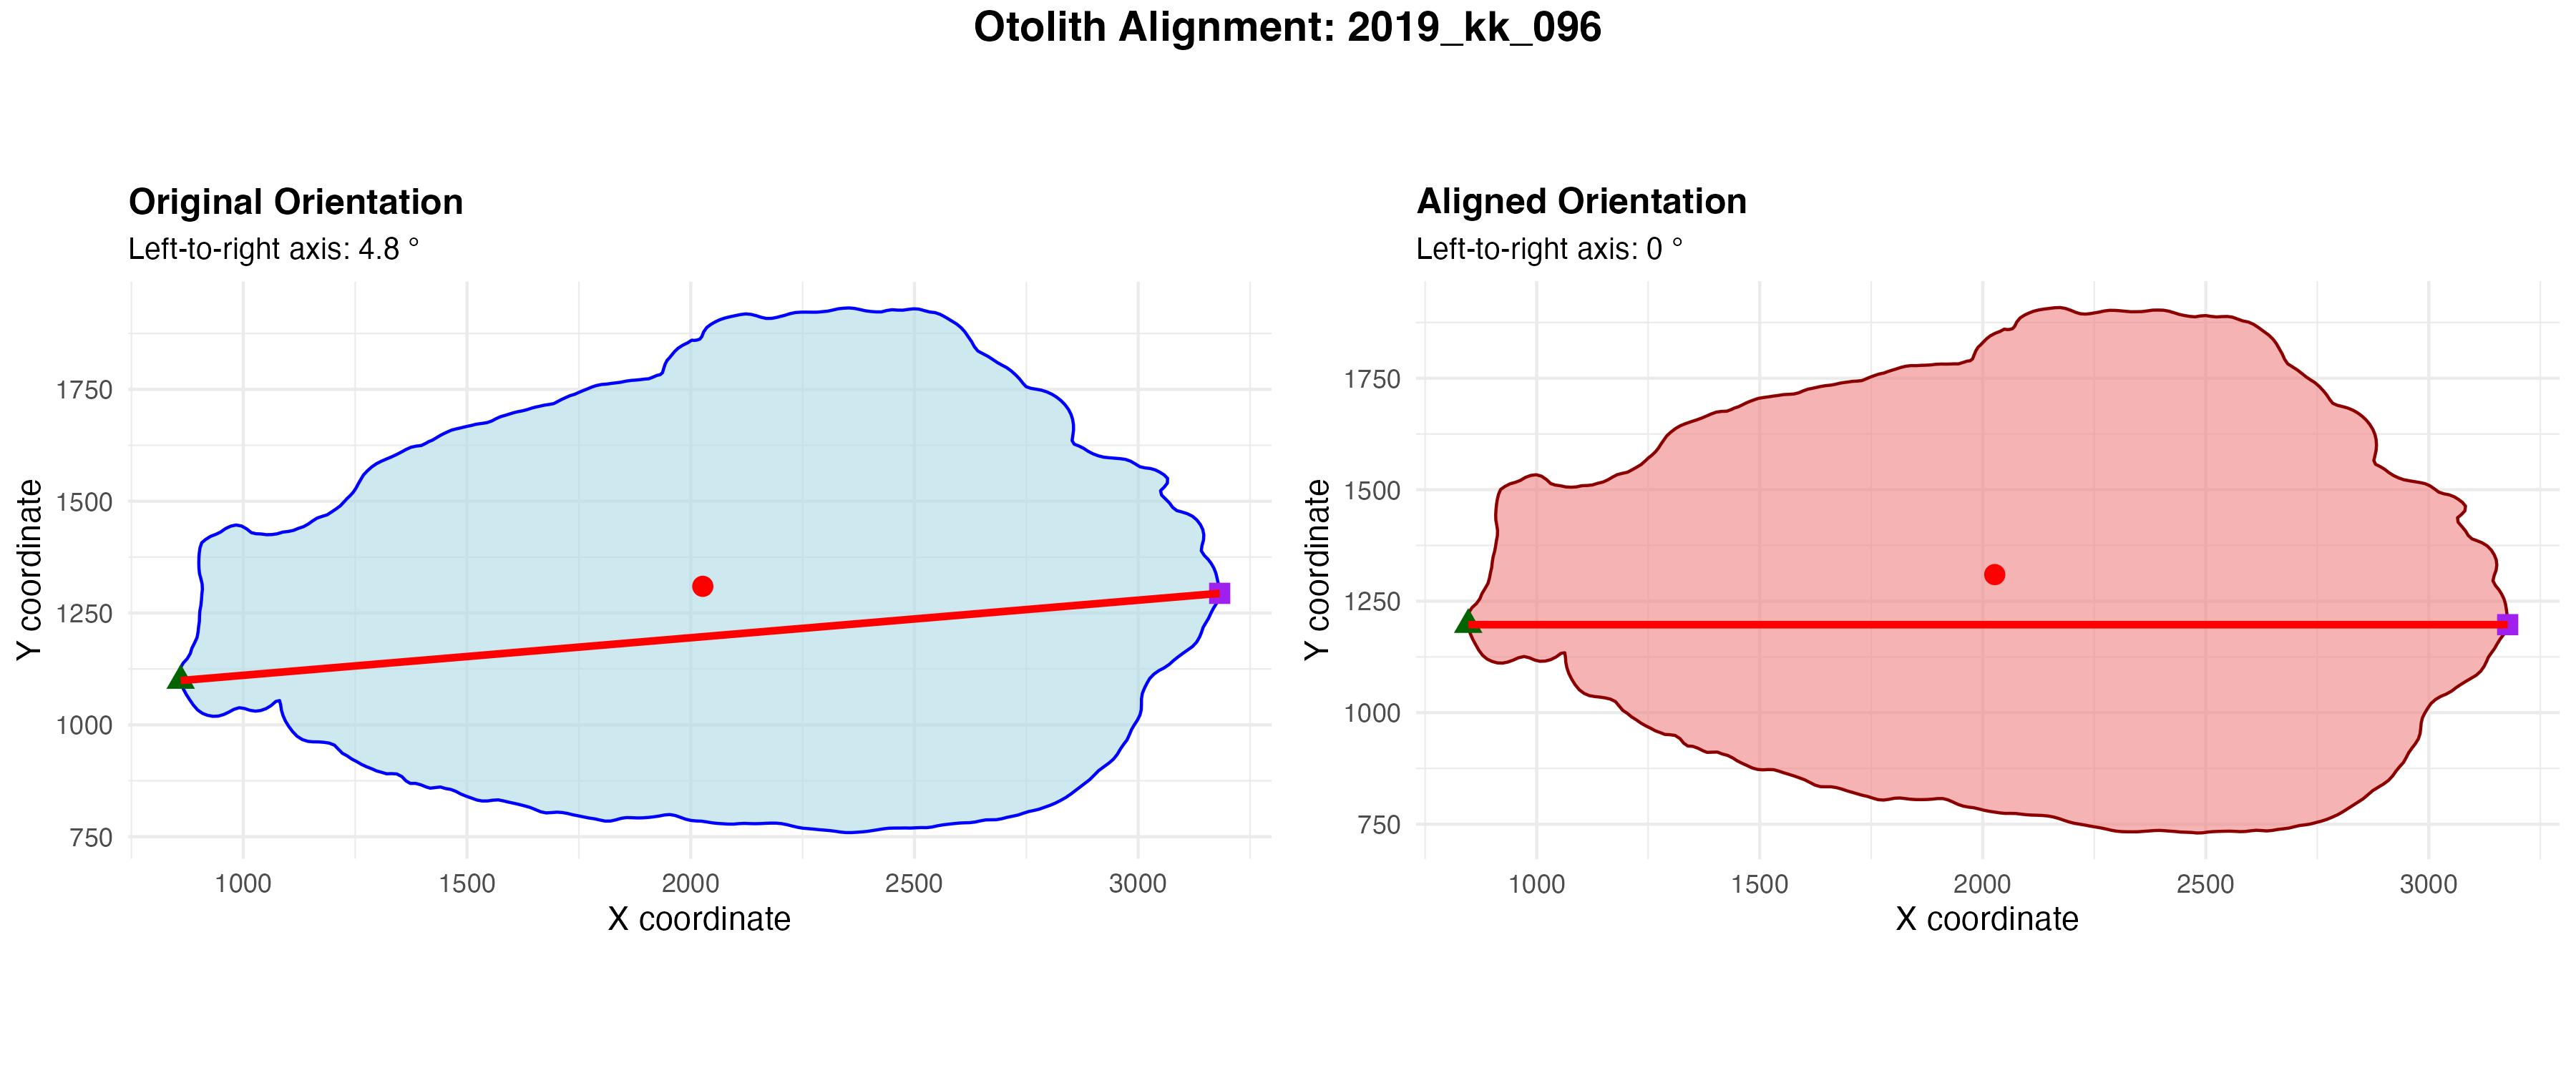 Otolith Alignment: 2019_kk_096
Original Orientation
Left-to-right axis: 4.8 °
Y coordinate
1750
1500
1250
1000
750
1000 1500 2000 2500 3000
X coordinate
Aligned Orientation
Left-to-right axis: 0 °
Y coordinate
1750
1500
1250
1000
750
1000 1500 2000 2500 3000
X coordinate